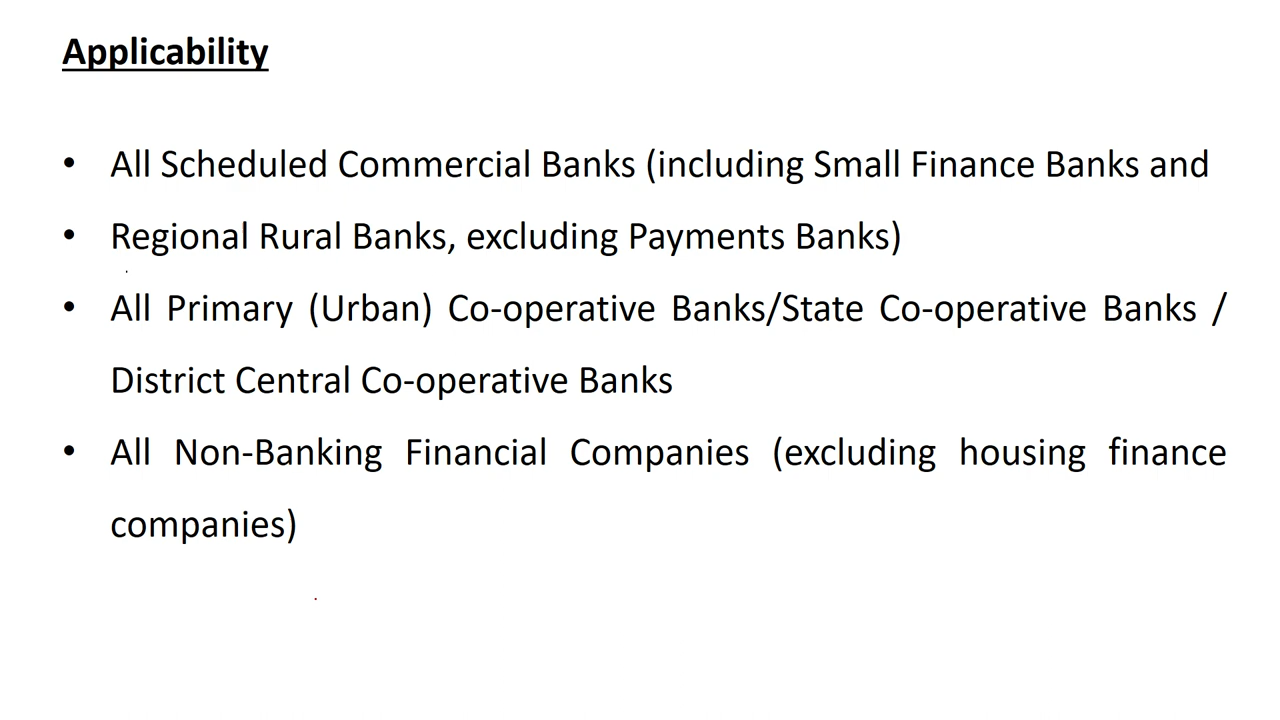 Applicability
• All Scheduled Commercial Banks (including Small Finance Banks and
• Regional Rural Banks, excluding Payments Banks)
• All Primary (Urban) Co-operative Banks/State Co-operative Banks /
District Central Co-operative Banks
• All Non-Banking Financial Companies (excluding housing finance
companies)